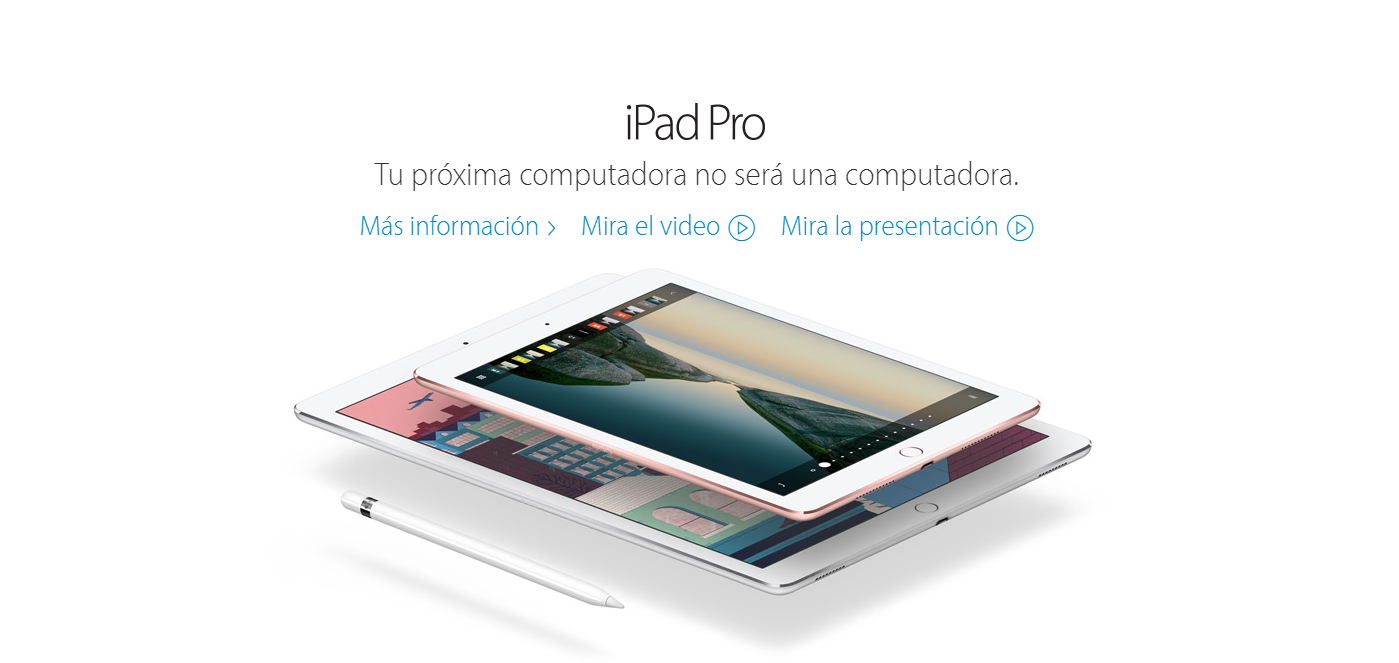 iPad Pro
Tu próxima computadora no será una computadora.
Más información Mira el video Mira la presentación